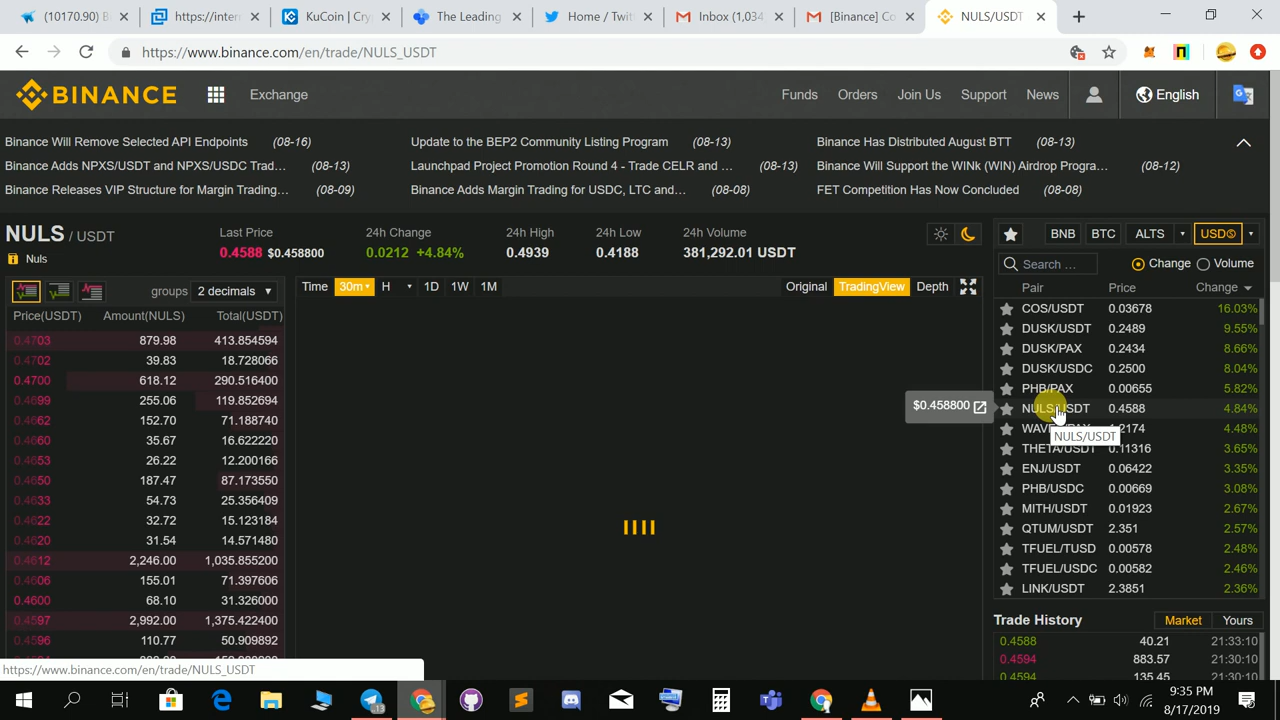 (10170.90) B
https://inter
KuCoin | Cry
The Leading
Home / Twit
Inbox (1,034
[Binance] Co
NULS/USDT
https://www.binance.com/en/trade/NULS_USDT
BINANCE Exchange Funds Orders Join Us Support News English
Binance Will Remove Selected API Endpoints (08-16) Update to the BEP2 Community Listing Program (08-13) Binance Has Distributed August BTT (08-13)
Binance Adds NPXS/USDT and NPXS/USDC Trad... (08-13) Launchpad Project Promotion Round 4 - Trade CELR and ... (08-13) Binance Will Support the WINk (WIN) Airdrop Progra... (08-12)
Binance Releases VIP Structure for Margin Trading... (08-09) Binance Adds Margin Trading for USDC, LTC and... (08-08) FET Competition Has Now Concluded (08-08)
NULS / USDT
Nuls
Last Price 24h Change 24h High 24h Low 24h Volume
0.4588 $0.458800 0.0212 +4.84% 0.4939 0.4188 381,292.01 USDT
groups 2 decimals
Price(USDT) Amount(NULS) Total(USDT)
0.4703 879.98 413.854594
0.4702 39.83 18.728066
0.4700 618.12 290.516400
0.4699 255.06 119.852694
0.4662 152.70 71.188740
0.4660 35.67 16.622220
0.4653 26.22 12.200166
0.4643 187.47 87.173550
0.4633 54.73 25.356409
0.4622 32.72 15.123184
0.4620 31.54 14.571480
0.4612 2,246.00 1,035.855200
0.4606 155.01 71.397606
0.4600 68.10 31.326000
0.4597 2,992.00 1,375.422400
0.4596 110.77 50.909892
Time 30m H 1D 1W 1M Original TradingView Depth
BNB BTC ALTS USDⓈ
Search ... Change Volume
Pair Price Change
COS/USDT 0.03678 16.03%
DUSK/USDT 0.2489 9.55%
DUSK/PAX 0.2434 8.66%
DUSK/USDC 0.2500 8.04%
PHB/PAX 0.00655 5.82%
$0.458800
NULS/USDT 0.4588 4.84%
4.48%
NULS/USDT
THETA/USDT 0.11316 3.65%
ENJ/USDT 0.06422 3.35%
PHB/USDC 0.00669 3.08%
MITH/USDT 0.01923 2.67%
QTUM/USDT 2.351 2.57%
TFUEL/TUSD 0.00578 2.48%
TFUEL/USDC 0.00582 2.46%
LINK/USDT 2.3851 2.36%
Trade History Market Yours
0.4588 40.21 21:33:10
0.4594 883.57 21:30:10
0.4594 135.45 21:30:10
https://www.binance.com/en/trade/NULS_USDT
13
9:35 PM
8/17/2019